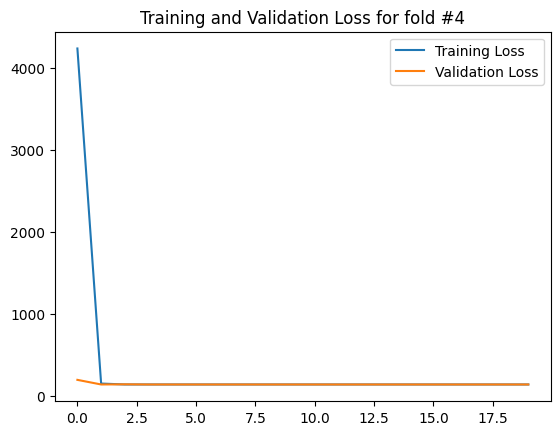 Training and Validation Loss for fold #4
Training Loss
Validation Loss
4000
3000
2000
1000
0
0.0 2.5 5.0 7.5 10.0 12.5 15.0 17.5